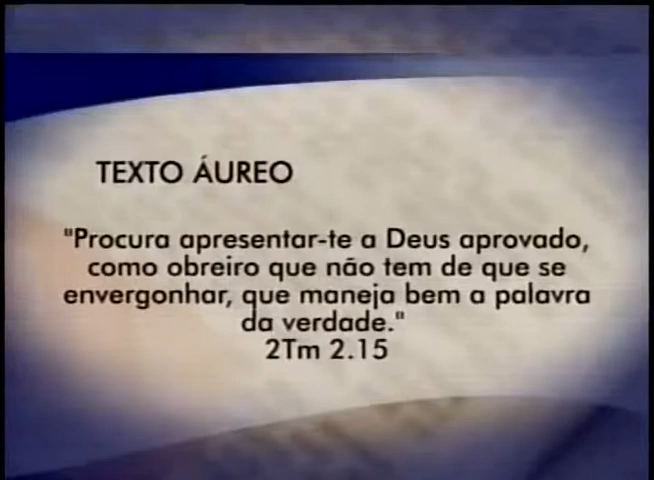 TEXTO ÁUREO
"Procura apresentar-te a Deus aprovado,
como obreiro que não tem de que se
envergonhar, que maneja bem a palavra
da verdade."
2Tm 2.15